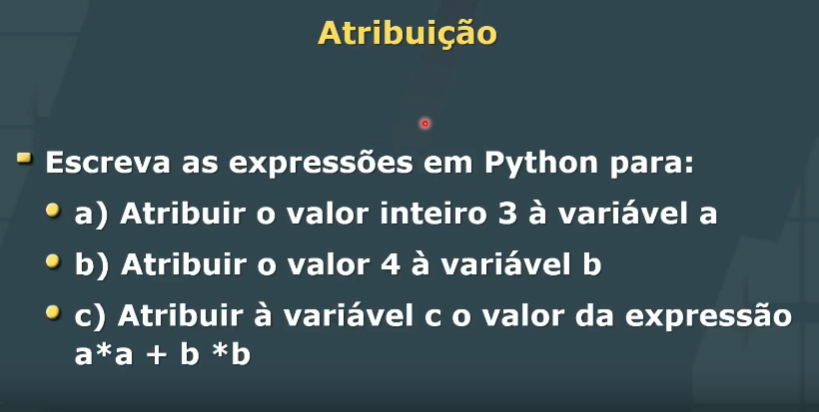 Atribuição
Escreva as expressões em Python para:
a) Atribuir o valor inteiro 3 à variável a
b) Atribuir o valor 4 à variável b
c) Atribuir à variável c o valor da expressão
a*a + b *b